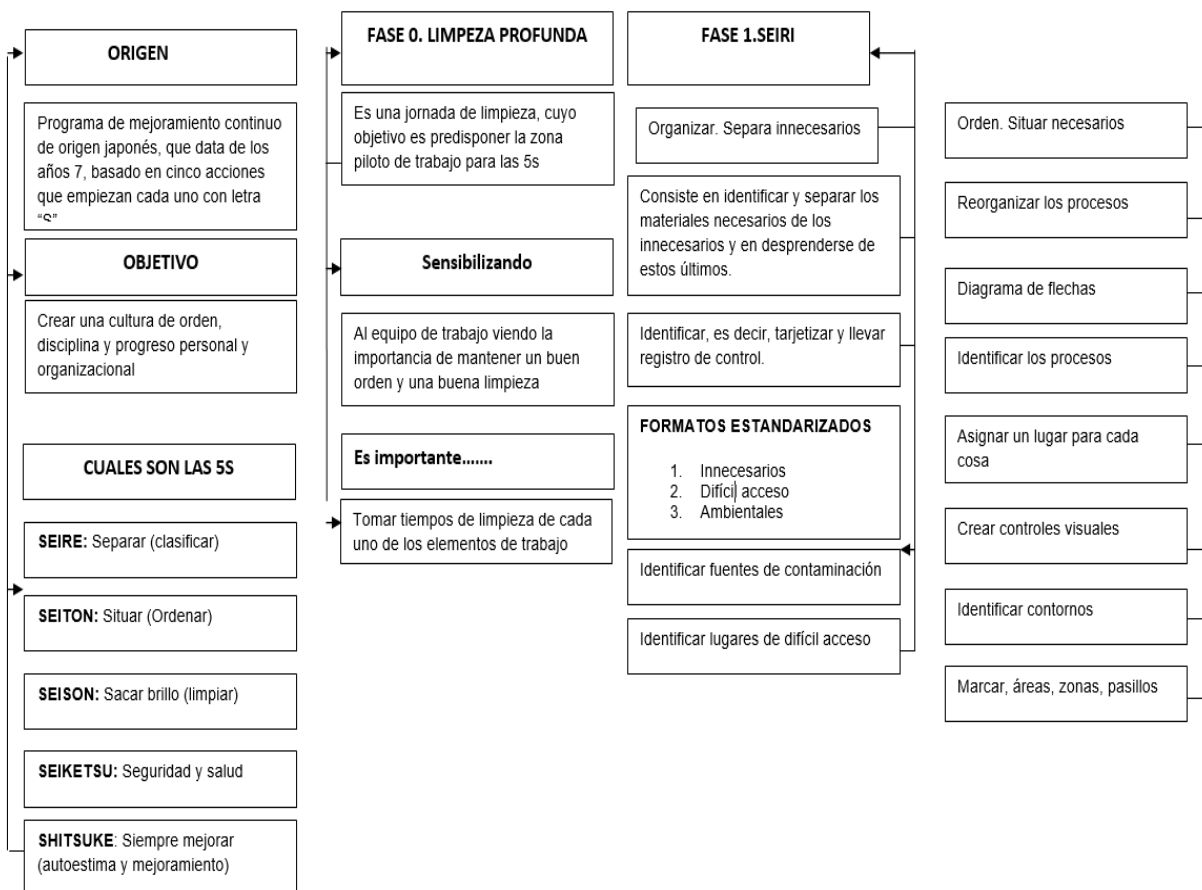 ORIGEN
Programa de mejoramiento continuo
de origen japonés, que data de los
años 7, basado en cinco acciones
que empiezan cada uno con letra
“S”
OBJETIVO
Crear una cultura de orden,
disciplina y progreso personal y
organizacional
CUALES SON LAS 5S
SEIRE: Separar (clasificar)
SEITON: Situar (Ordenar)
SEISON: Sacar brillo (limpiar)
SEIKETSU: Seguridad y salud
SHITSUKE: Siempre mejorar
(autoestima y mejoramiento)
FASE 0. LIMPEZA PROFUNDA
Es una jornada de limpieza, cuyo
objetivo es predisponer la zona
piloto de trabajo para las 5s
Sensibilizando
Al equipo de trabajo viendo la
importancia de mantener un buen
orden y una buena limpieza
Es importante.......
Tomar tiempos de limpieza de cada
uno de los elementos de trabajo
FASE 1.SEIRI
Organizar. Separa innecesarios
Consiste en identificar y separar los
materiales necesarios de los
innecesarios y en desprenderse de
estos últimos.
Identificar, es decir, tarjetizar y llevar
registro de control.
FORMATOS ESTANDARIZADOS
1. Innecesarios
2. Difícil acceso
3. Ambientales
Identificar fuentes de contaminación
Identificar lugares de difícil acceso
Orden. Situar necesarios
Reorganizar los procesos
Diagrama de flechas
Identificar los procesos
Asignar un lugar para cada
cosa
Crear controles visuales
Identificar contornos
Marcar, áreas, zonas, pasillos